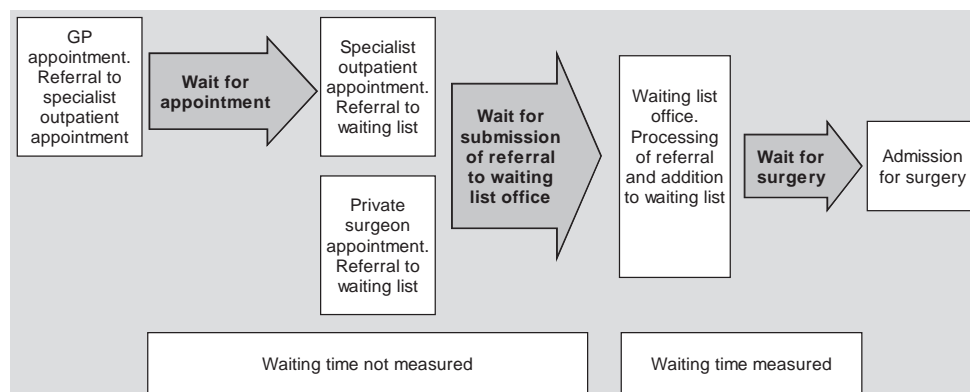 GP
appointment.
Referral to
specialist
outpatient
appointment
Wait for
appointment
Specialist
outpatient
appointment.
Referral to
waiting list
Private
surgeon
appointment.
Referral to
waiting list
Wait for
submission
of referral
to waiting
list office
Waiting list
office.
Processing
of referral
and addition
to waiting list
Wait for
surgery
Admission
for surgery
Waiting time not measured
Waiting time measured